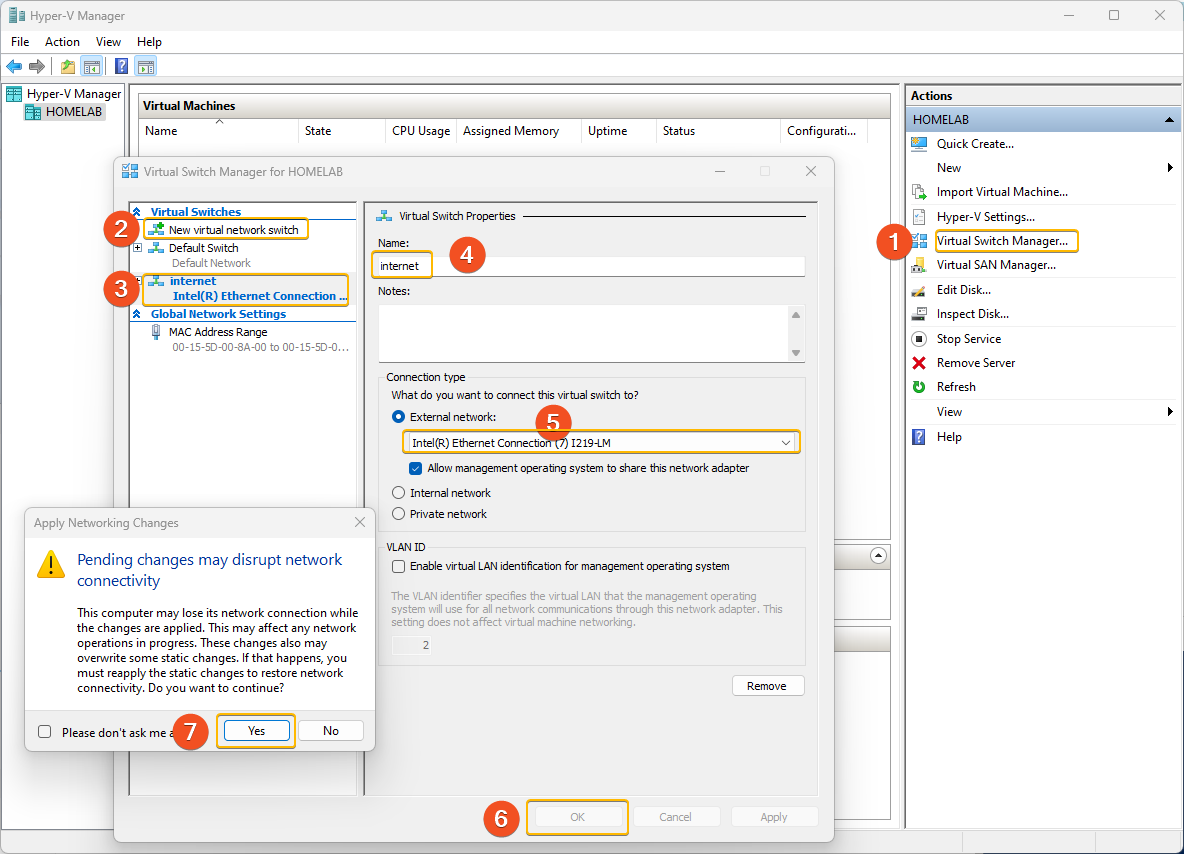 Hyper-V Manager
File Action View Help
Hyper-V Manager
HOMELAB
Virtual Machines
Name State CPU Usage Assigned Memory Uptime Status Configurati...
Actions
HOMELAB
Quick Create...
New
Import Virtual Machine...
Hyper-V Settings...
1
Virtual Switch Manager...
Virtual SAN Manager...
Edit Disk...
Inspect Disk...
Stop Service
Remove Server
Refresh
View
Help
Virtual Switch Manager for HOMELAB
Virtual Switches
2
New virtual network switch
Default Switch
Default Network
3
internet
Intel(R) Ethernet Connection ...
Global Network Settings
MAC Address Range
00-15-5D-00-8A-00 to 00-15-5D-0...
Virtual Switch Properties
Name:
4
internet
Notes:
Connection type
What do you want to connect this virtual switch to?
External network:
5
Intel(R) Ethernet Connection (7) I219-LM
Allow management operating system to share this network adapter
Internal network
Private network
VLAN ID
Enable virtual LAN identification for management operating system
The VLAN identifier specifies the virtual LAN that the management operating
system will use for all network communications through this network adapter. This
setting does not affect virtual machine networking.
2
Remove
6
OK Cancel Apply
Apply Networking Changes
Pending changes may disrupt network
connectivity
This computer may lose its network connection while
the changes are applied. This may affect any network
operations in progress. These changes also may
overwrite some static changes. If that happens, you
must reapply the static changes to restore network
connectivity. Do you want to continue?
Please don't ask me
7
Yes No